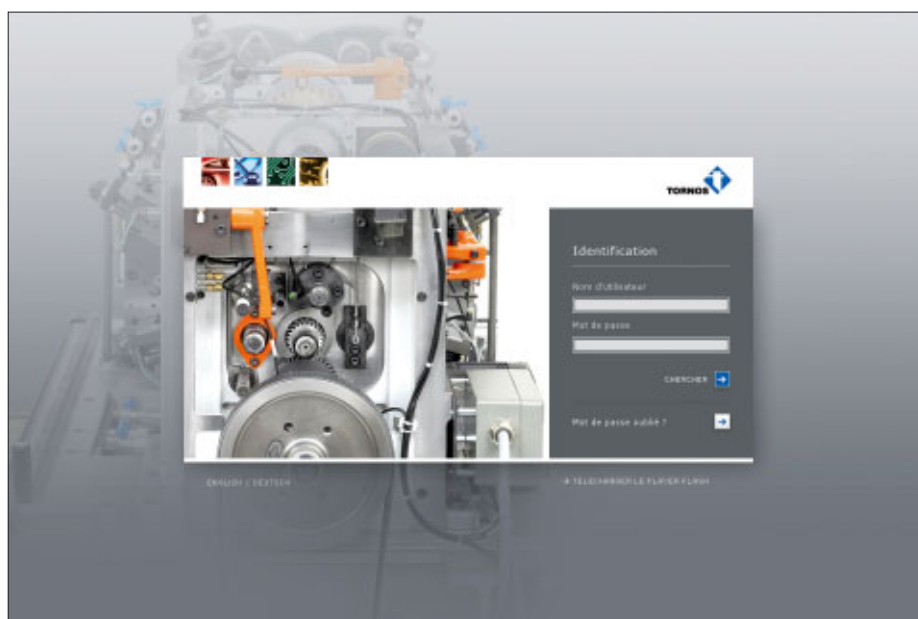 TORNOS
Identification
Nom d'utilisateur
Mot de passe
CHERCHER
Mot de passe oublié ?
ENGLISH / DEUTSCH
TÉLÉCHARGER LE PLAYER FLASH